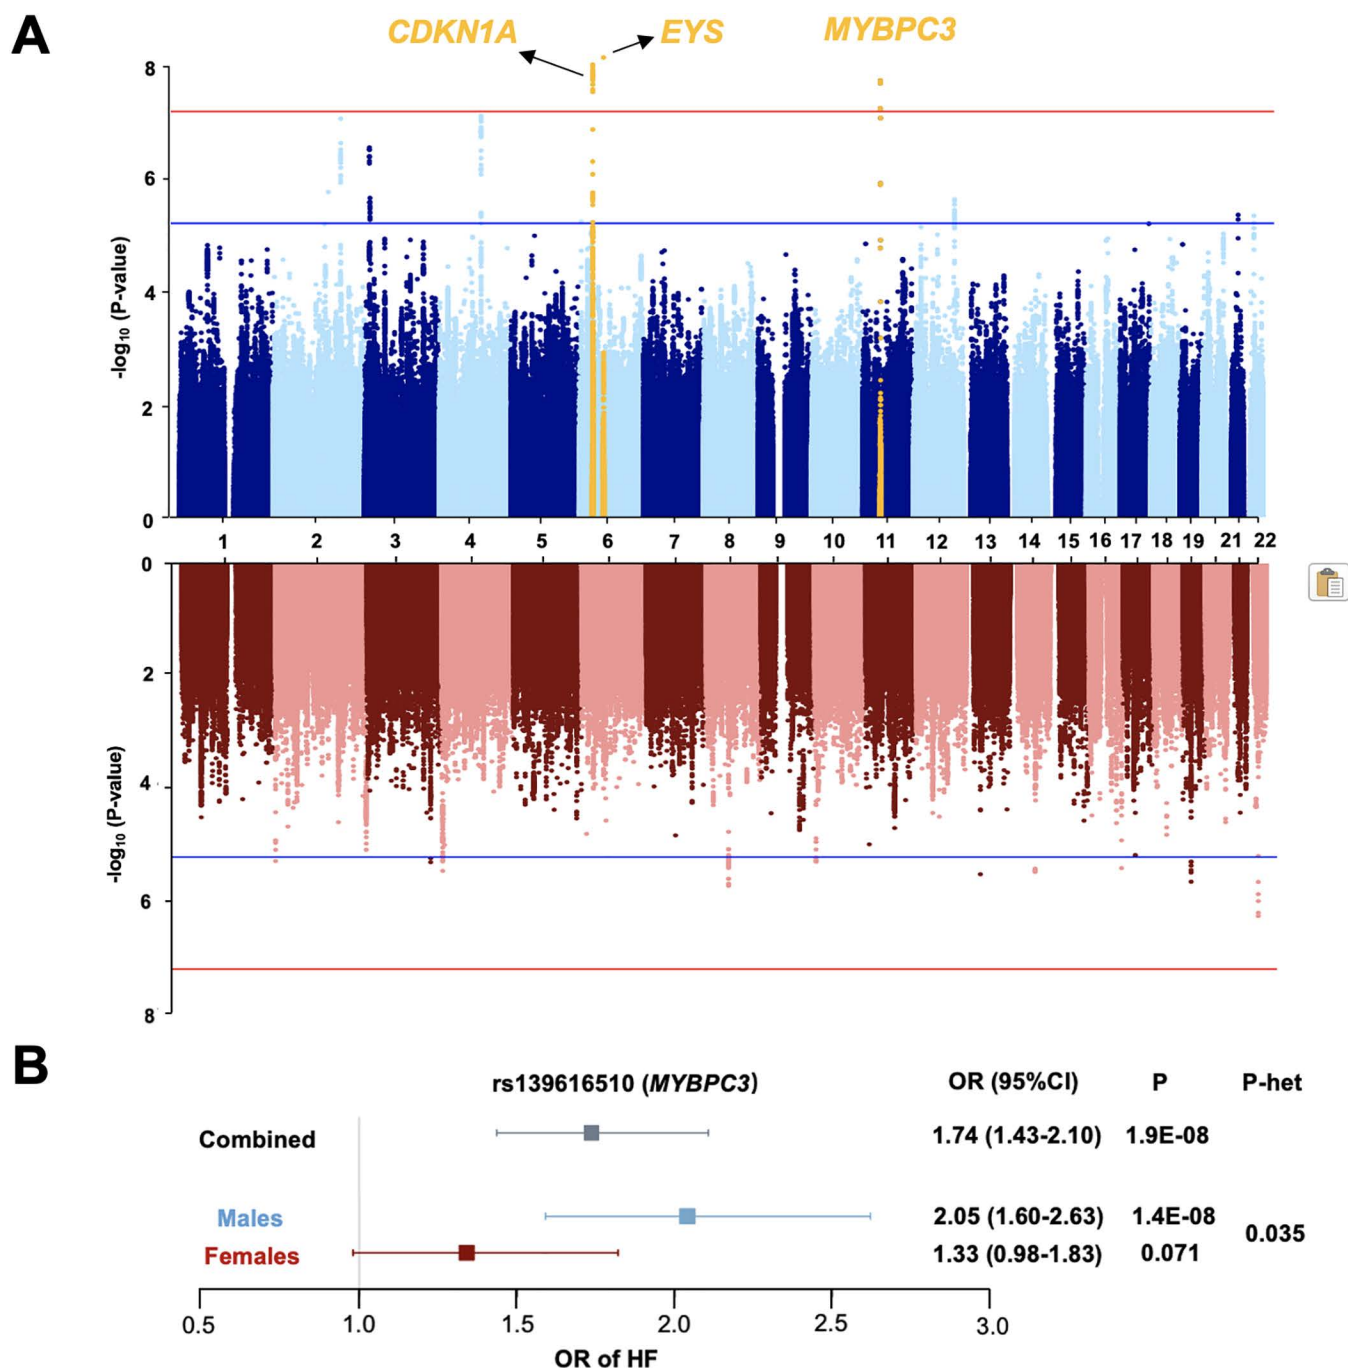 A
CDKN1A EYS MYBPC3
8
6
4
2
0
-log10 (P-value)
1 2 3 4 5 6 7 8 9 10 11 12 13 14 15 16 17 18 19 21 22
0
2
4
6
8
-log10 (P-value)
B
rs139616510 (MYBPC3) OR (95%CI) P P-het
Combined 1.74 (1.43-2.10) 1.9E-08
Males 2.05 (1.60-2.63) 1.4E-08
0.035
Females 1.33 (0.98-1.83) 0.071
0.5 1.0 1.5 2.0 2.5 3.0
OR of HF